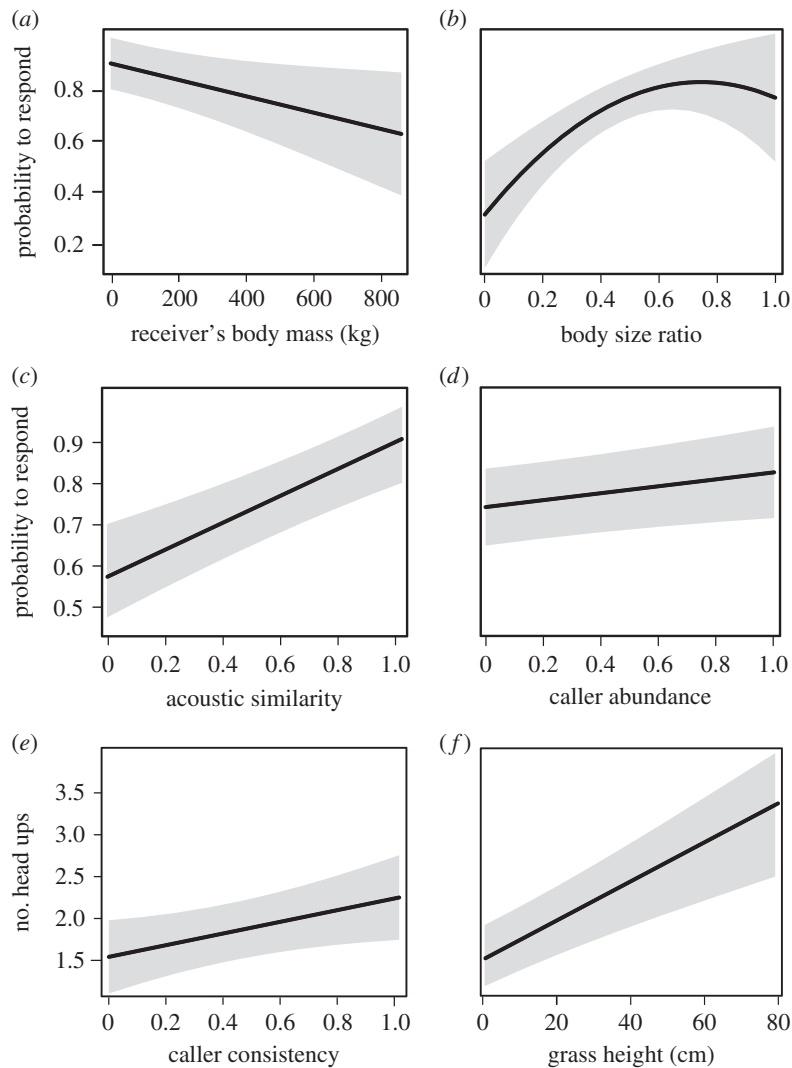 (a)
probability to respond
0.8
0.6
0.4
0.2
0 200 400 600 800
receiver's body mass (kg)
(b)
0 0.2 0.4 0.6 0.8 1.0
body size ratio
(c)
probability to respond
0.9
0.8
0.7
0.6
0.5
0 0.2 0.4 0.6 0.8 1.0
acoustic similarity
(d)
0 0.2 0.4 0.6 0.8 1.0
caller abundance
(e)
no. head ups
3.5
3.0
2.5
2.0
1.5
0 0.2 0.4 0.6 0.8 1.0
caller consistency
(f)
0 20 40 60 80
grass height (cm)